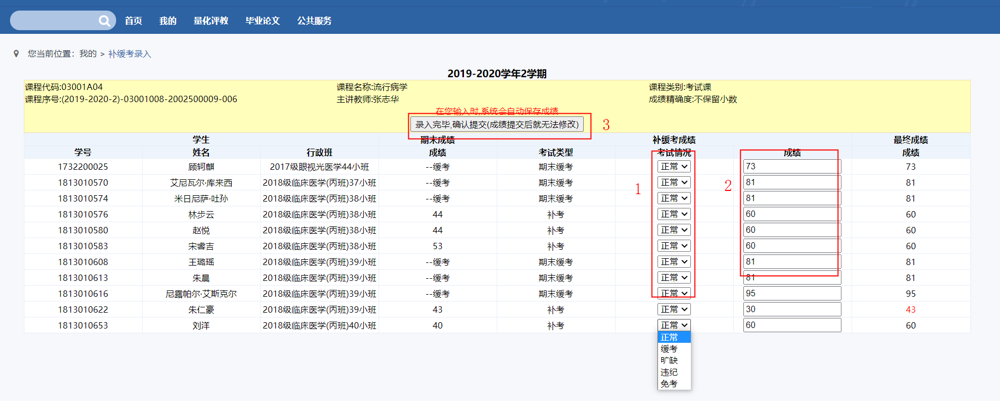 首页 我的 量化评教 毕业论文 公共服务
您当前位置：我的 > 补缓考录入
2019-2020学年2学期
课程代码:03001A04 课程名称:流行病学 课程类别:考试课
课程序号:(2019-2020-2)-03001008-2002500009-006 主讲教师:张志华 成绩精确度:不保留小数
在您输入时,系统会自动保存成绩
录入完毕,确认提交(成绩提交后就无法修改) 3
学生 期末成绩 补缓考成绩 最终成绩
学号 姓名 行政班 成绩 考试类型 考试情况 成绩 成绩
1732200025 顾轲麒 2017级眼视光医学44小班 --缓考 期末缓考 正常 73 73
1813010570 艾尼瓦尔·库来西 2018级临床医学(丙班)37小班 --缓考 期末缓考 正常 81 81
1 2
1813010574 米日尼萨·吐孙 2018级临床医学(丙班)38小班 --缓考 期末缓考 正常 81 81
1813010576 林步云 2018级临床医学(丙班)38小班 44 补考 正常 60 60
1813010580 赵悦 2018级临床医学(丙班)38小班 44 补考 正常 60 60
1813010583 宋睿吉 2018级临床医学(丙班)38小班 53 补考 正常 60 60
1813010608 王璐瑶 2018级临床医学(丙班)39小班 --缓考 期末缓考 正常 81 81
1813010613 朱晨 2018级临床医学(丙班)39小班 --缓考 期末缓考 正常 81 81
1813010616 尼露帕尔·艾斯克尔 2018级临床医学(丙班)39小班 --缓考 期末缓考 正常 95 95
1813010622 朱仁豪 2018级临床医学(丙班)39小班 43 补考 正常 30 43
1813010653 刘洋 2018级临床医学(丙班)40小班 40 补考 正常 60 60
正常
缓考
旷缺
违纪
免考